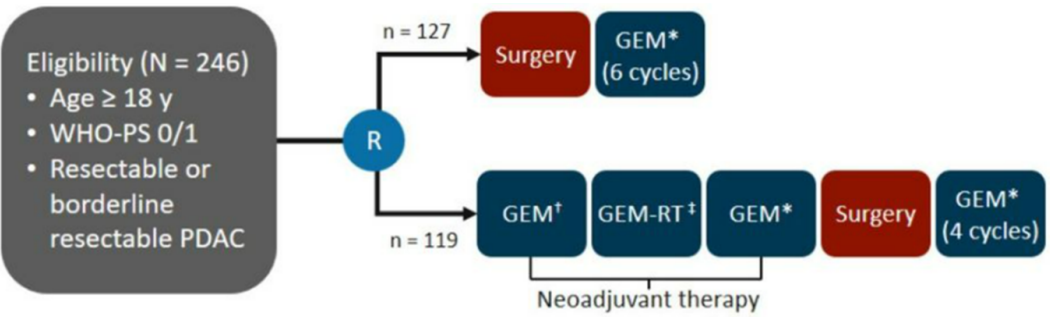 Eligibility (N = 246)
• Age ≥ 18 y
• WHO-PS 0/1
• Resectable or
borderline
resectable PDAC
R
n = 127
Surgery
GEM*
(6 cycles)
n = 119
GEM†
GEM-RT‡
GEM*
Surgery
GEM*
(4 cycles)
Neoadjuvant therapy